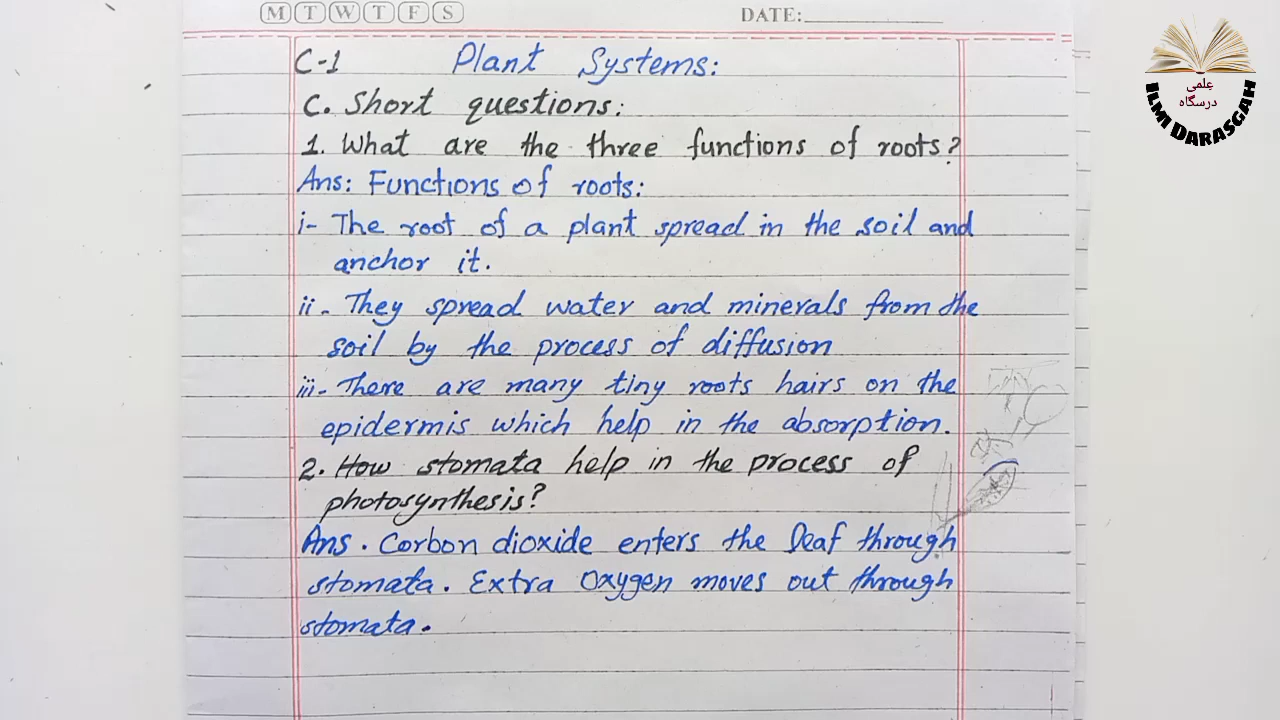 M T W T F S
DATE:
علمی
درسگاہ
ILMI DARASGAH
C-1 Plant Systems:
C. Short questions:
1. What are the three functions of roots?
Ans: Functions of roots:
i- The root of a plant spread in the soil and
anchor it.
ii- They spread water and minerals from the
soil by the process of diffusion
iii- There are many tiny roots hairs on the
epidermis which help in the absorption.
2. How stomata help in the process of
photosynthesis?
Ans. Corbon dioxide enters the leaf through
stomata. Extra Oxygen moves out through
stomata.